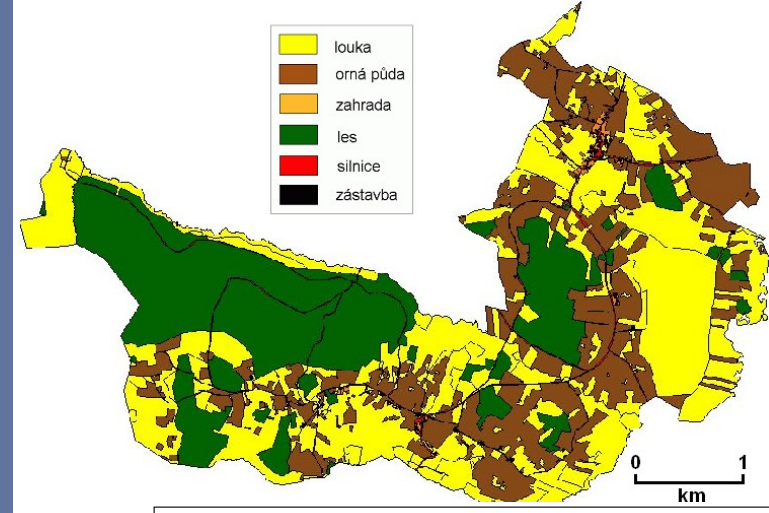 louka
orná půda
zahrada
les
silnice
zástavba
0 1
km